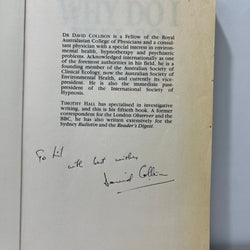 DR DAVID COLLISON is a Fellow of the Royal
Australasian College of Physicians and a consul-
tant physician with a special interest in environ-
mental health, hypnotherapy and psychiatric
problems. Acknowledged internationally as one
of the foremost authorities in his field, he is a
founding member of the Australian Society of
Clinical Ecology, now the Australian Society of
Environmental Health, and currently its vice-
president. He is also the immediate past-
president of the International Society of
Hypnosis.
TIMOTHY HALL has specialised in investigative
writing, and this is his fiftieth book. A former
correspondent for the London Observer and the
BBC, he has also written extensively for the
Sydney Bulletin and the Reader's Digest.
To
with best wishes
David Collison